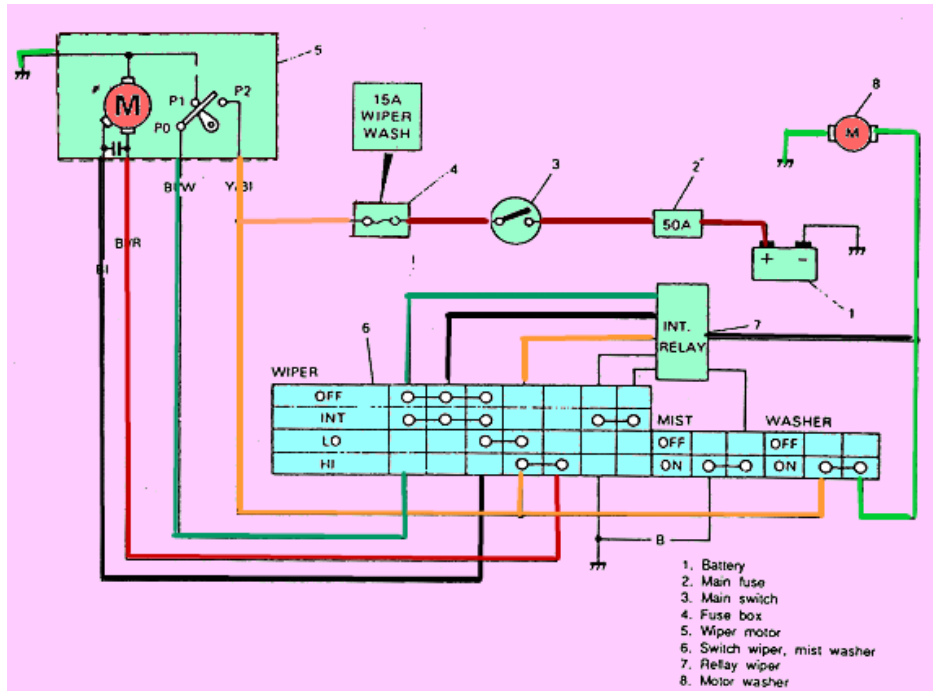 5
M
P1
P2
P0
15A
WIPER
WASH
8
M
4
3
2
50A
+ -
1
Bl/W
Y/Bl
B/R
Bl
INT.
RELAY
7
6
WIPER
OFF
INT
LO
HI
MIST
OFF
ON
WASHER
OFF
ON
B
1. Battery
2. Main fuse
3. Main switch
4. Fuse box
5. Wiper motor
6. Switch wiper, mist washer
7. Rellay wiper
8. Motor washer